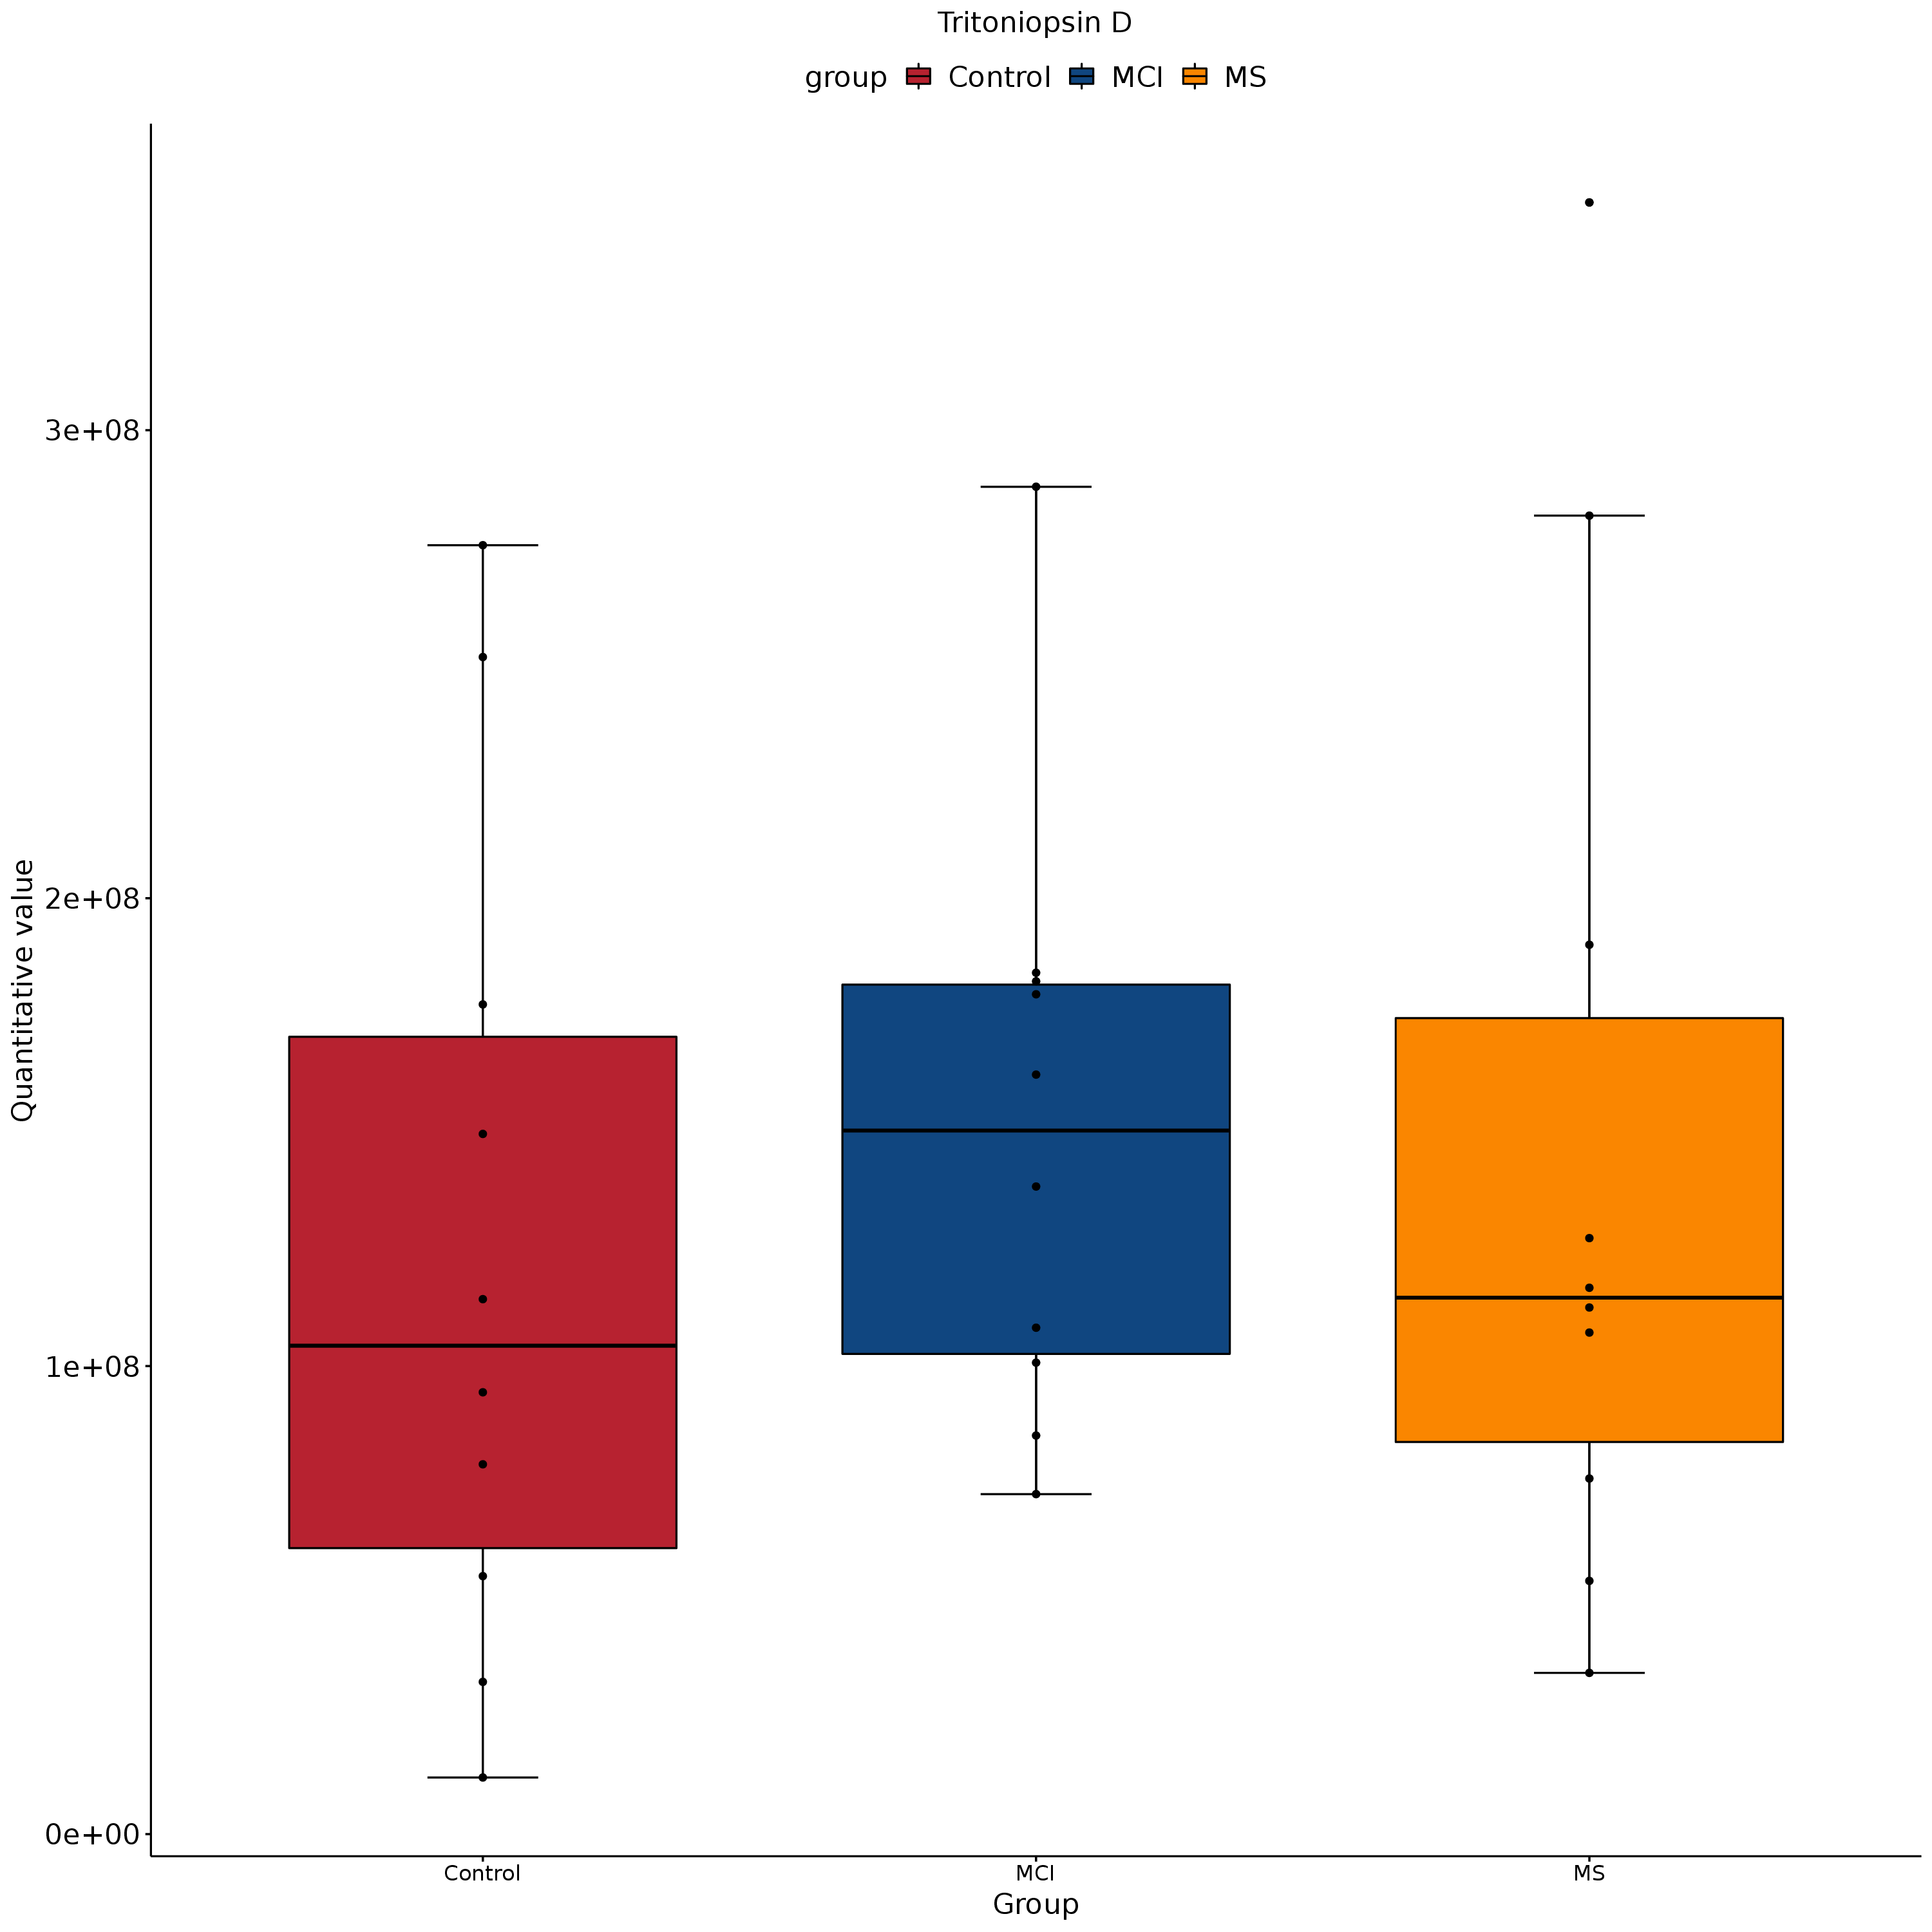 Tritoniopsin D
group Control MCI MS
3e+08
2e+08
1e+08
0e+00
Quantitative value
Control MCI MS
Group